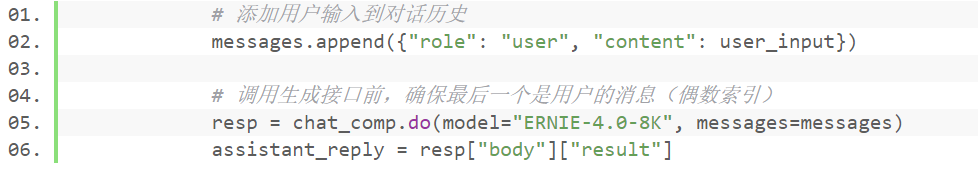 01. # 添加用户输入到对话历史
02. messages.append({"role": "user", "content": user_input})
03.
04. # 调用生成接口前，确保最后一个是用户的消息（偶数索引）
05. resp = chat_comp.do(model="ERNIE-4.0-8K", messages=messages)
06. assistant_reply = resp["body"]["result"]